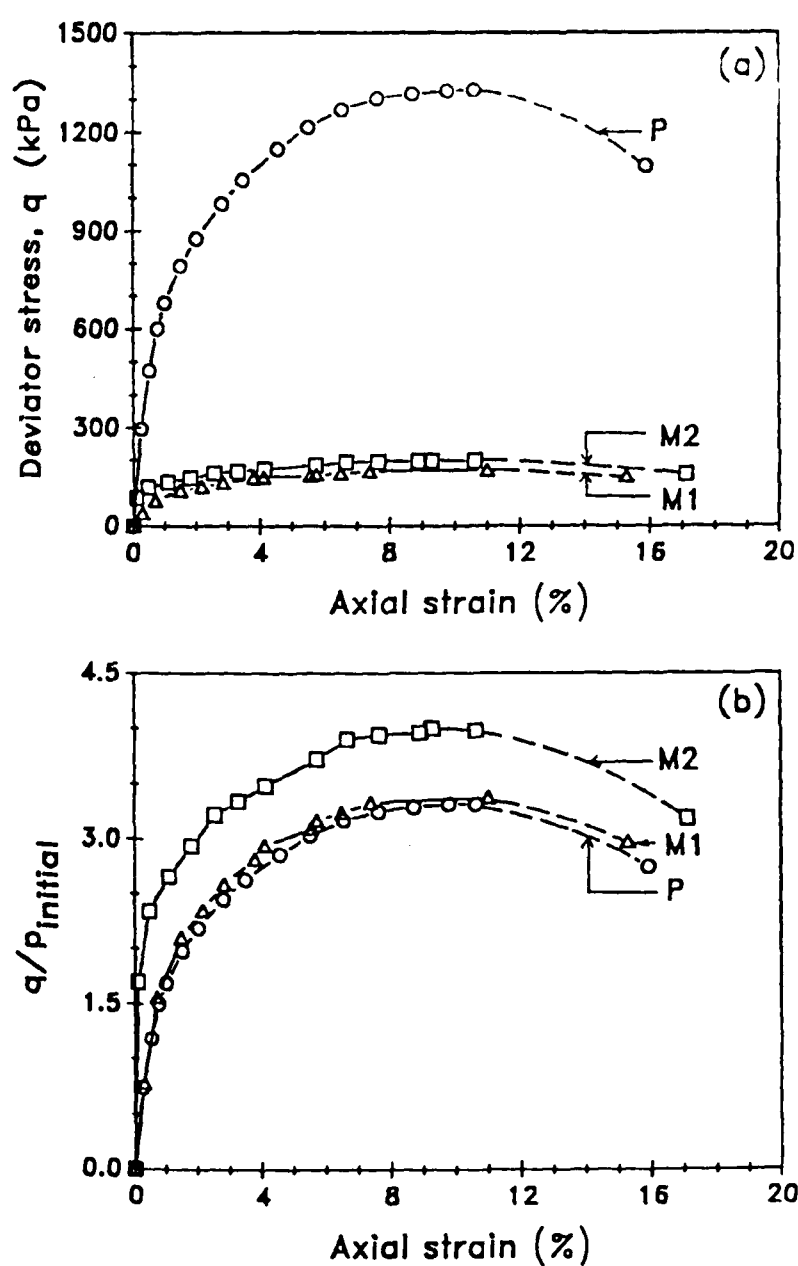 1500
(a)
1200
P
900
600
300
M2
M1
0
0 4 8 12 16 20
Deviator stress, q (kPa)
Axial strain (%)
4.5
(b)
M2
3.0
M1
P
1.5
0.0
0 4 8 12 16 20
q/pinitial
Axial strain (%)